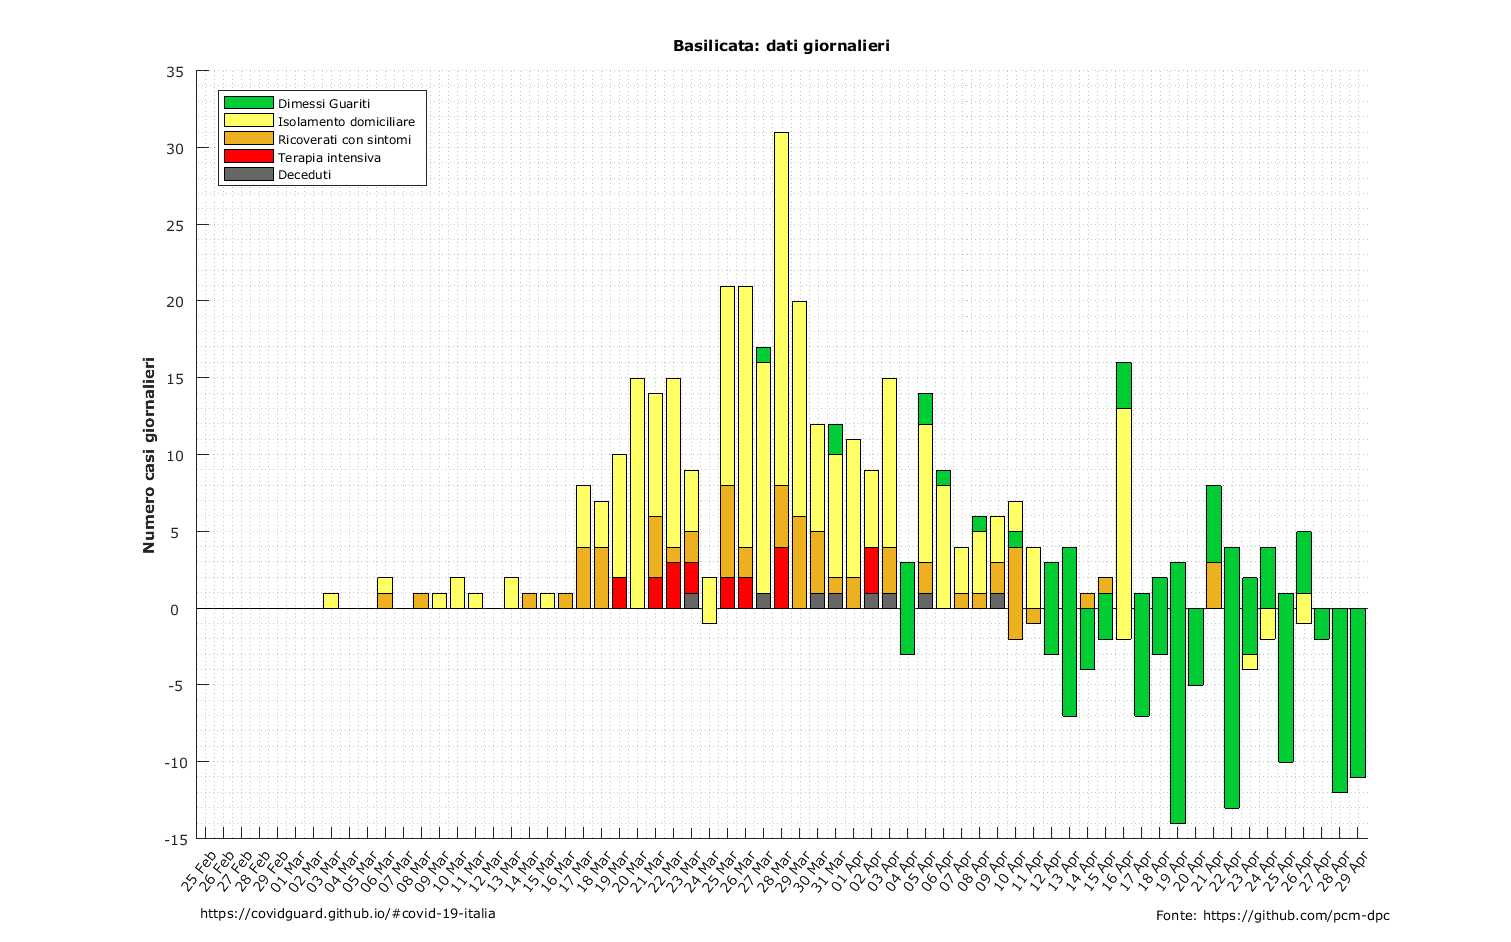 Basilicata: dati giornalieri
35
30
25
20
15
10
5
0
-5
-10
-15
Numero casi giornalieri
Dimessi Guariti
Isolamento domiciliare
Ricoverati con sintomi
Terapia intensiva
Deceduti
25 Feb
26 Feb
27 Feb
28 Feb
29 Feb
01 Mar
02 Mar
03 Mar
04 Mar
05 Mar
06 Mar
07 Mar
08 Mar
09 Mar
10 Mar
11 Mar
12 Mar
13 Mar
14 Mar
15 Mar
16 Mar
17 Mar
18 Mar
19 Mar
20 Mar
21 Mar
22 Mar
23 Mar
24 Mar
25 Mar
26 Mar
27 Mar
28 Mar
29 Mar
30 Mar
31 Mar
01 Apr
02 Apr
03 Apr
04 Apr
05 Apr
06 Apr
07 Apr
08 Apr
09 Apr
10 Apr
11 Apr
12 Apr
13 Apr
14 Apr
15 Apr
16 Apr
17 Apr
18 Apr
19 Apr
20 Apr
21 Apr
22 Apr
23 Apr
24 Apr
25 Apr
26 Apr
27 Apr
28 Apr
29 Apr
https://covidguard.github.io/#covid-19-italia
Fonte: https://github.com/pcm-dpc